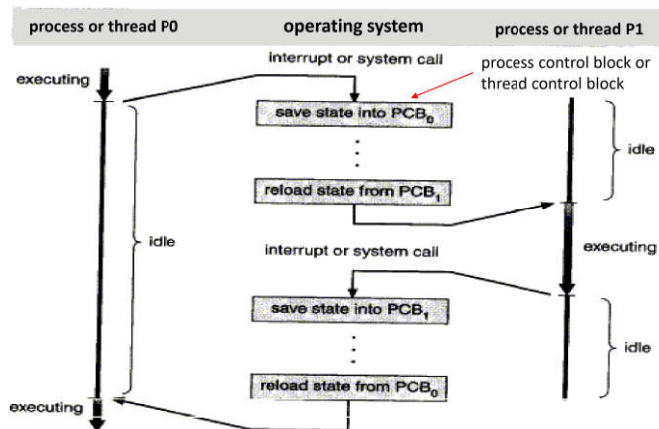 process or thread P0
operating system
process or thread P1
interrupt or system call
process control block or
thread control block
executing
save state into PCB0
idle
reload state from PCB1
idle
interrupt or system call
executing
save state into PCB1
idle
reload state from PCB0
executing